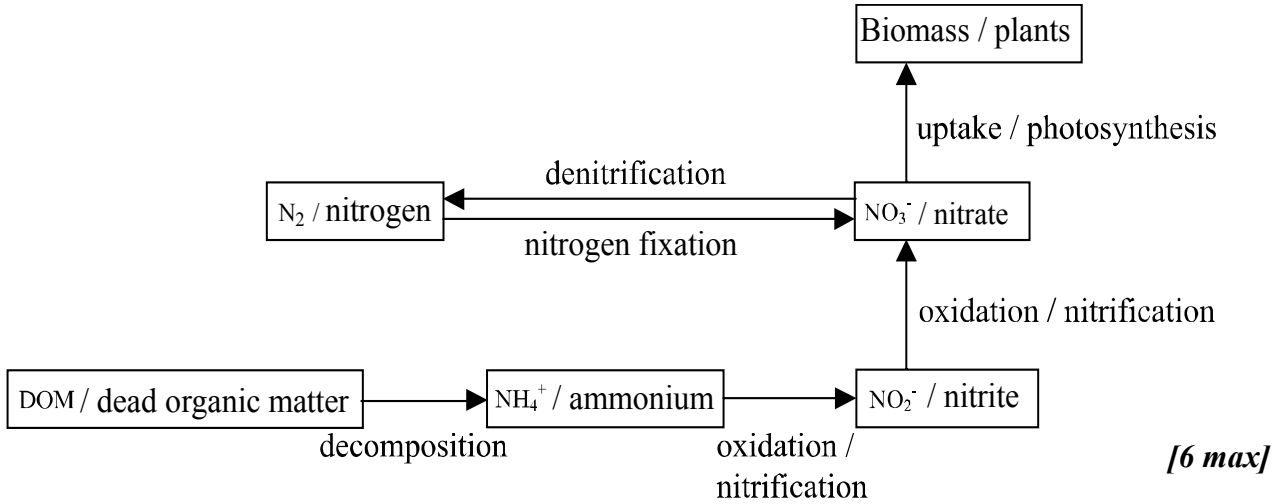 Biomass / plants
uptake / photosynthesis
denitrification
N₂ / nitrogen
NO₃⁻ / nitrate
nitrogen fixation
oxidation / nitrification
DOM / dead organic matter
NH₄⁺ / ammonium
NO₂⁻ / nitrite
decomposition
oxidation /
nitrification
[6 max]